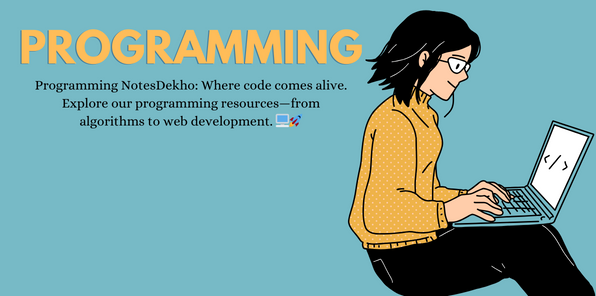 PROGRAMMING
Programming NotesDekho: Where code comes alive.
Explore our programming resources—from
algorithms to web development. 💻🚀
</>